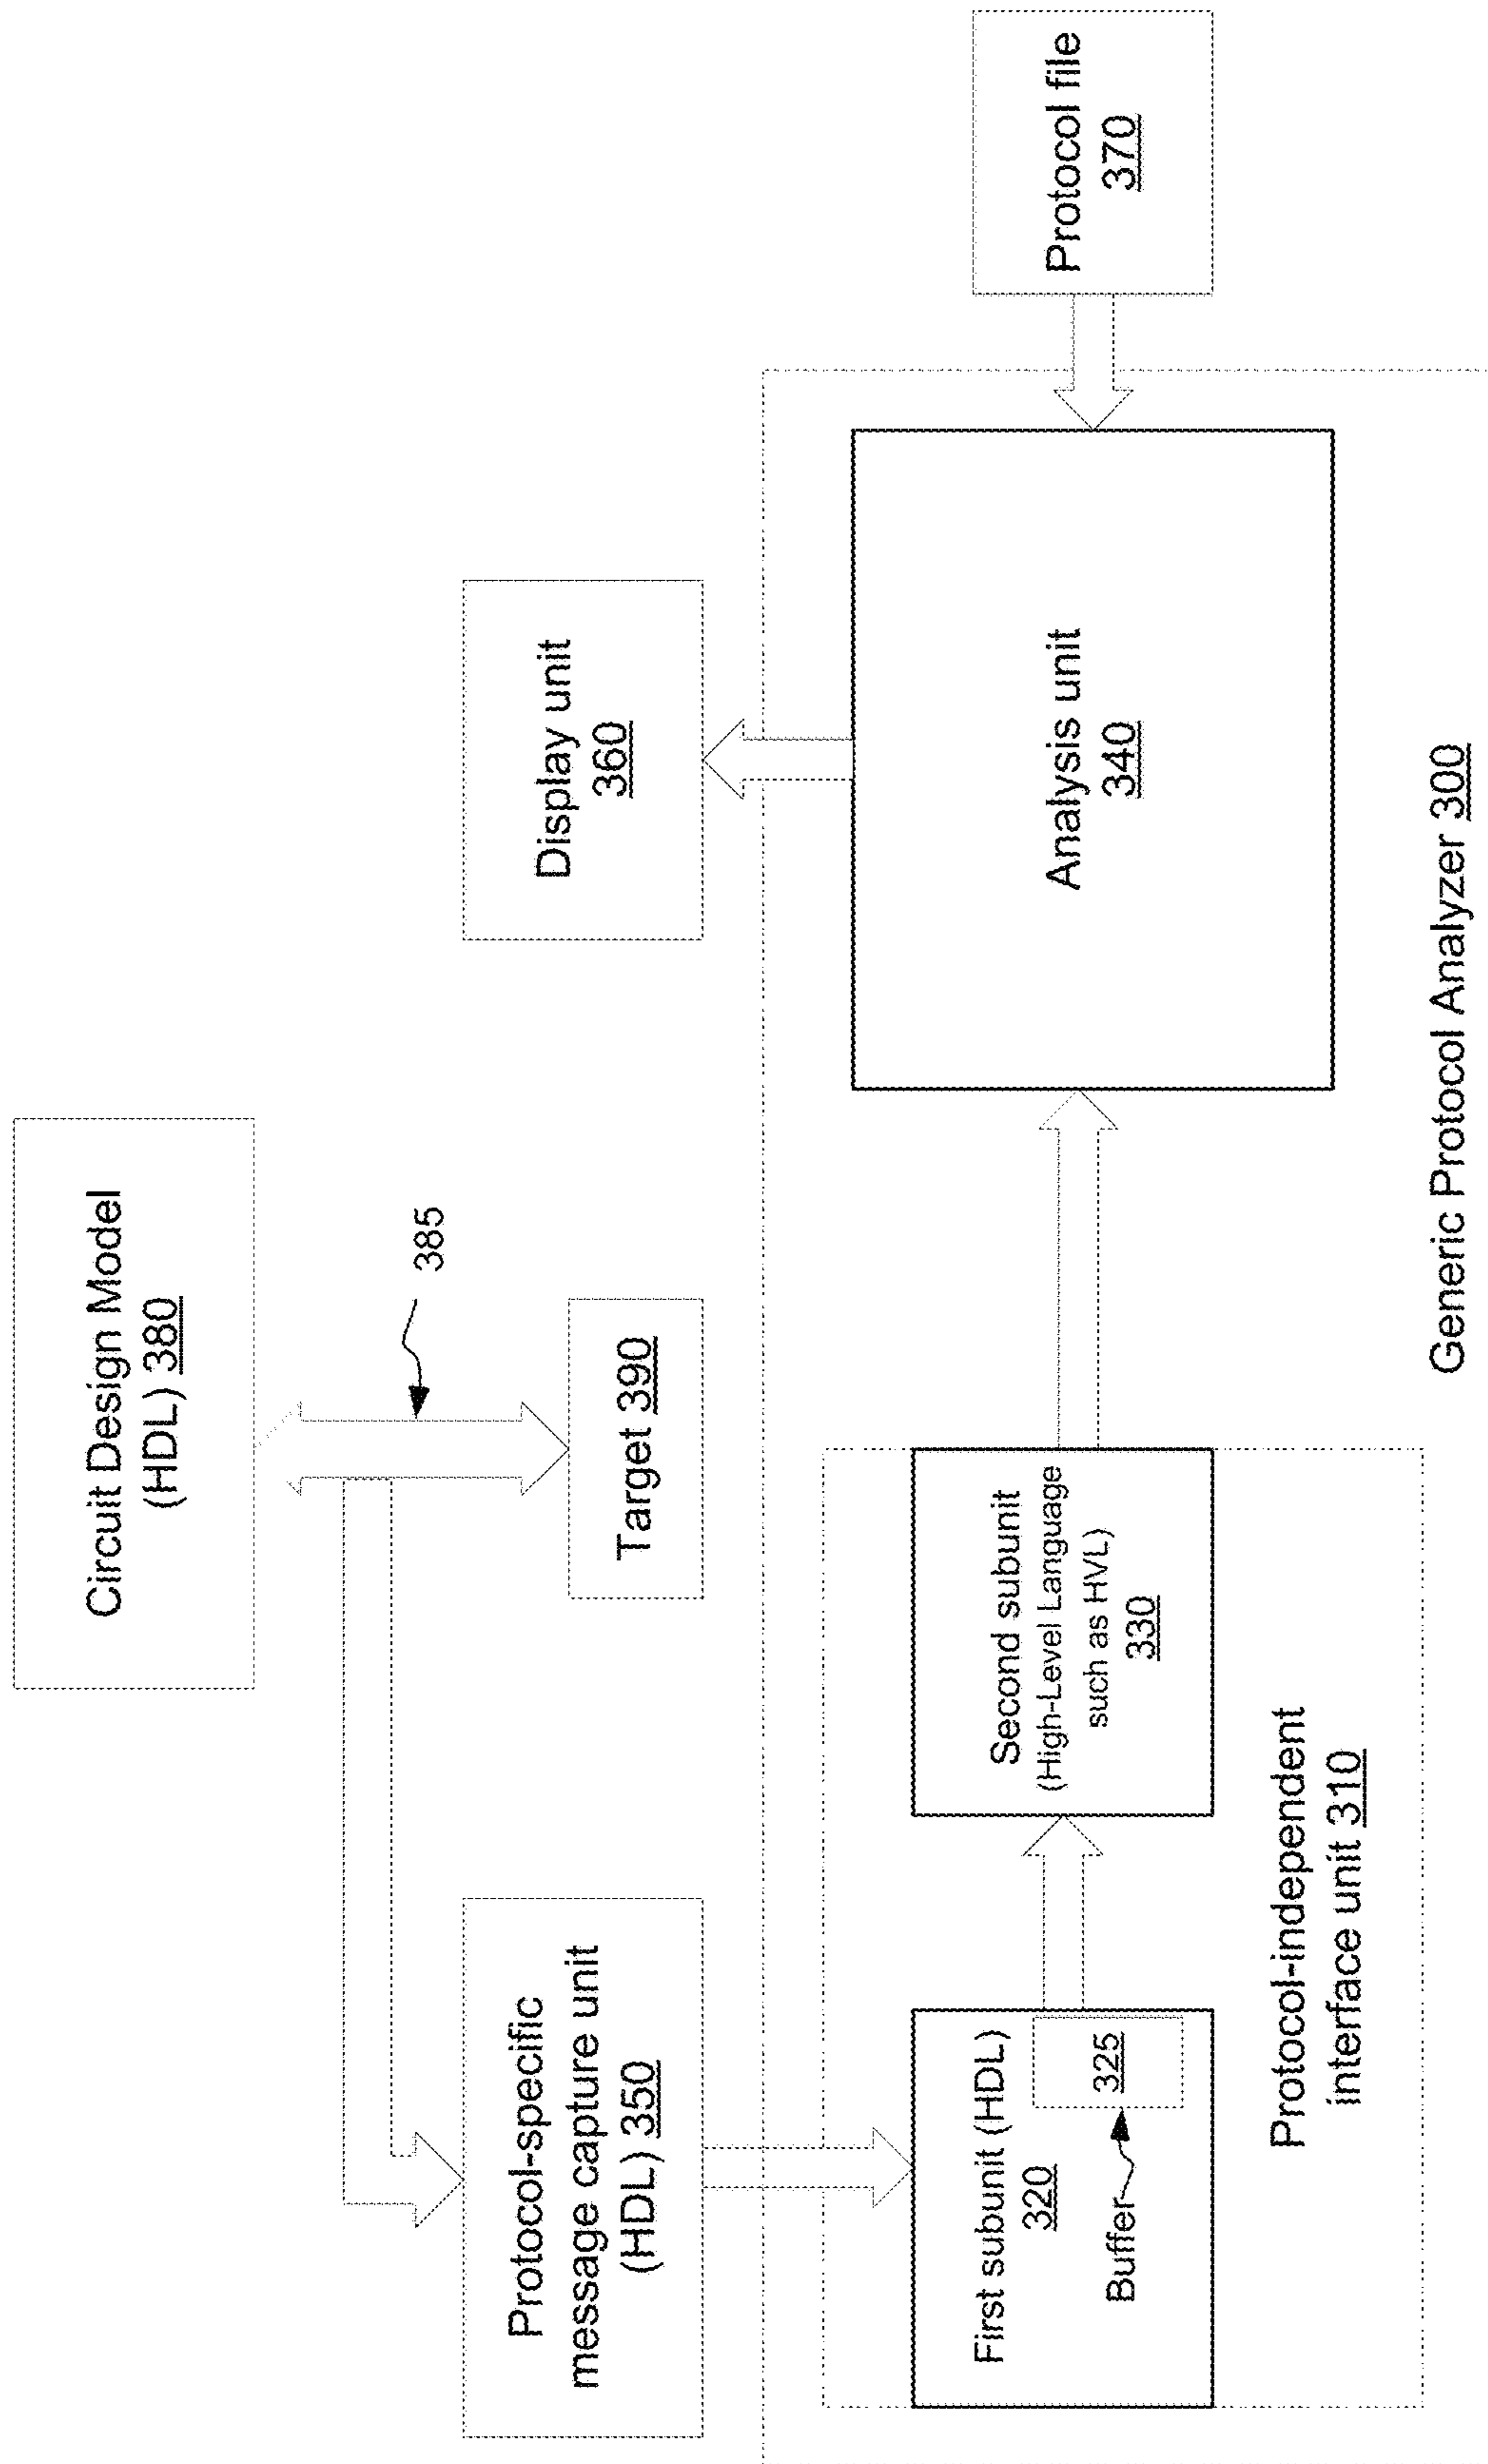 Circuit Design Model
(HDL) 380
385
Target 390
Protocol-specific
message capture unit
(HDL) 350
Display unit
360
First subunit (HDL)
320
325
Buffer
Second subunit
(High-Level Language
such as HVL)
330
Protocol-independent
interface unit 310
Analysis unit
340
Protocol file
370
Generic Protocol Analyzer 300